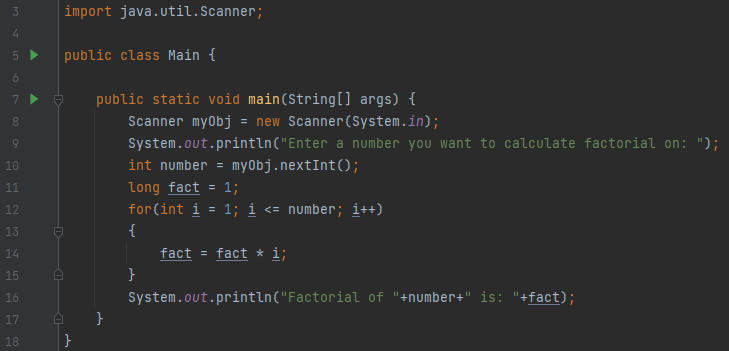 3 import java.util.Scanner;
4
5 public class Main {
6
7     public static void main(String[] args) {
8         Scanner myObj = new Scanner(System.in);
9         System.out.println("Enter a number you want to calculate factorial on: ");
10         int number = myObj.nextInt();
11         long fact = 1;
12         for(int i = 1; i <= number; i++)
13         {
14             fact = fact * i;
15         }
16         System.out.println("Factorial of "+number+" is: "+fact);
17     }
18 }